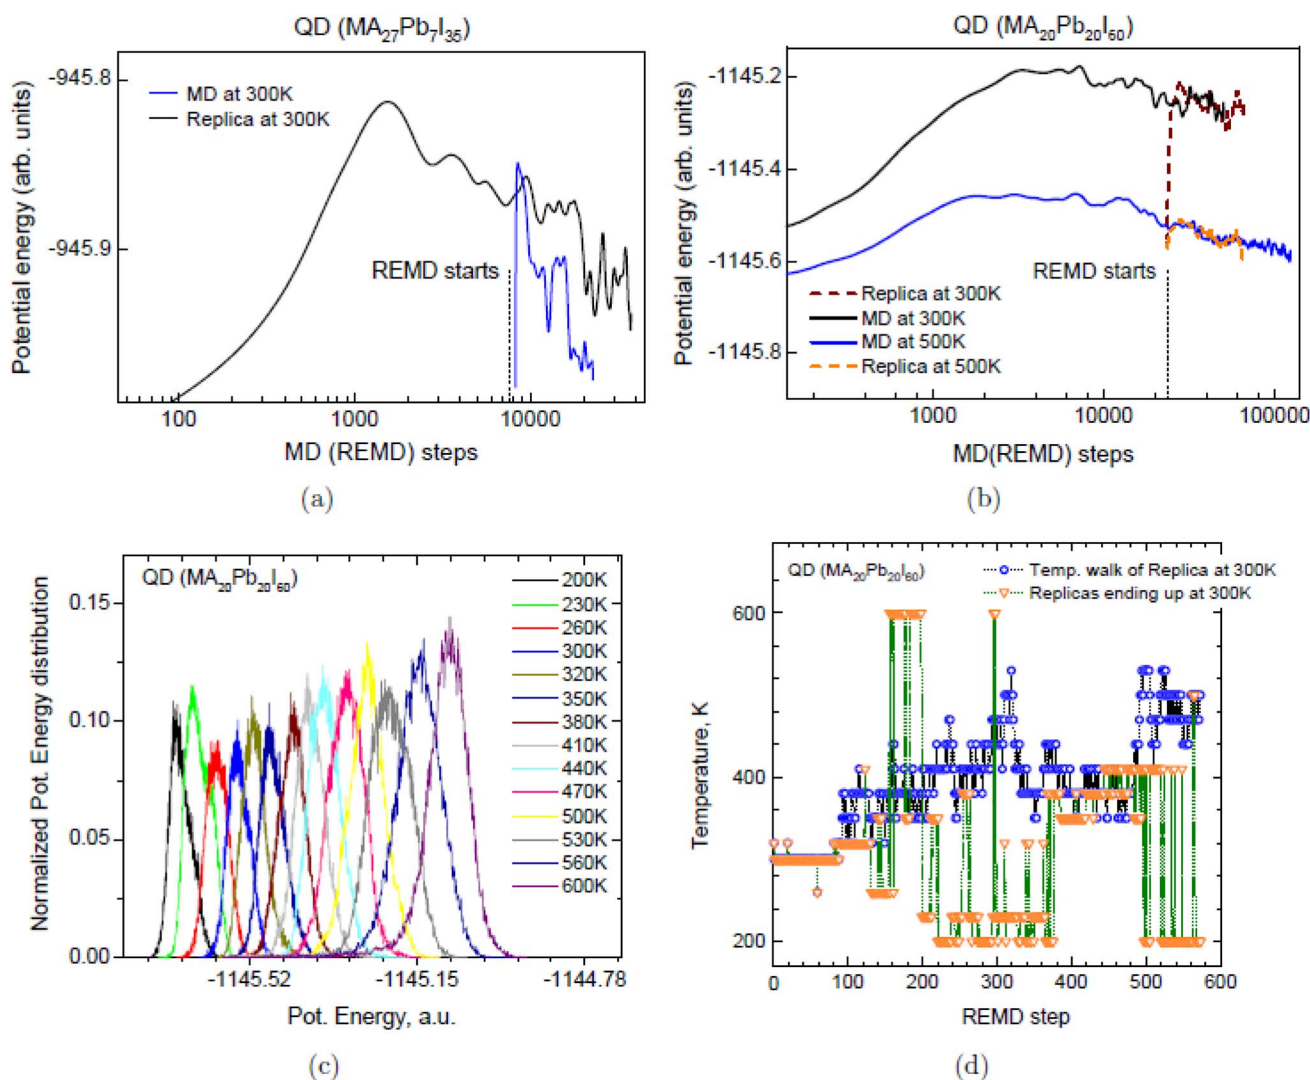 QD (MA₂₇Pb₇I₃₅)
Potential energy (arb. units)
-945.8
-945.9
MD at 300K
Replica at 300K
REMD starts
100 1000 10000
MD (REMD) steps
(a)
QD (MA₂₀Pb₂₀I₆₀)
Potential energy (arb. units)
-1145.2
-1145.4
-1145.6
-1145.8
REMD starts
Replica at 300K
MD at 300K
MD at 500K
Replica at 500K
1000 10000 100000
MD(REMD) steps
(b)
QD (MA₂₀Pb₂₀I₆₀)
Normalized Pot. Energy distribution
0.15
0.10
0.05
0.00
200K
230K
260K
300K
320K
350K
380K
410K
440K
470K
500K
530K
560K
600K
-1145.52 -1145.15 -1144.78
Pot. Energy, a.u.
(c)
QD (MA₂₀Pb₂₀I₆₀)
Temp. walk of Replica at 300K
Replicas ending up at 300K
Temperature, K
600
400
200
0 100 200 300 400 500 600
REMD step
(d)